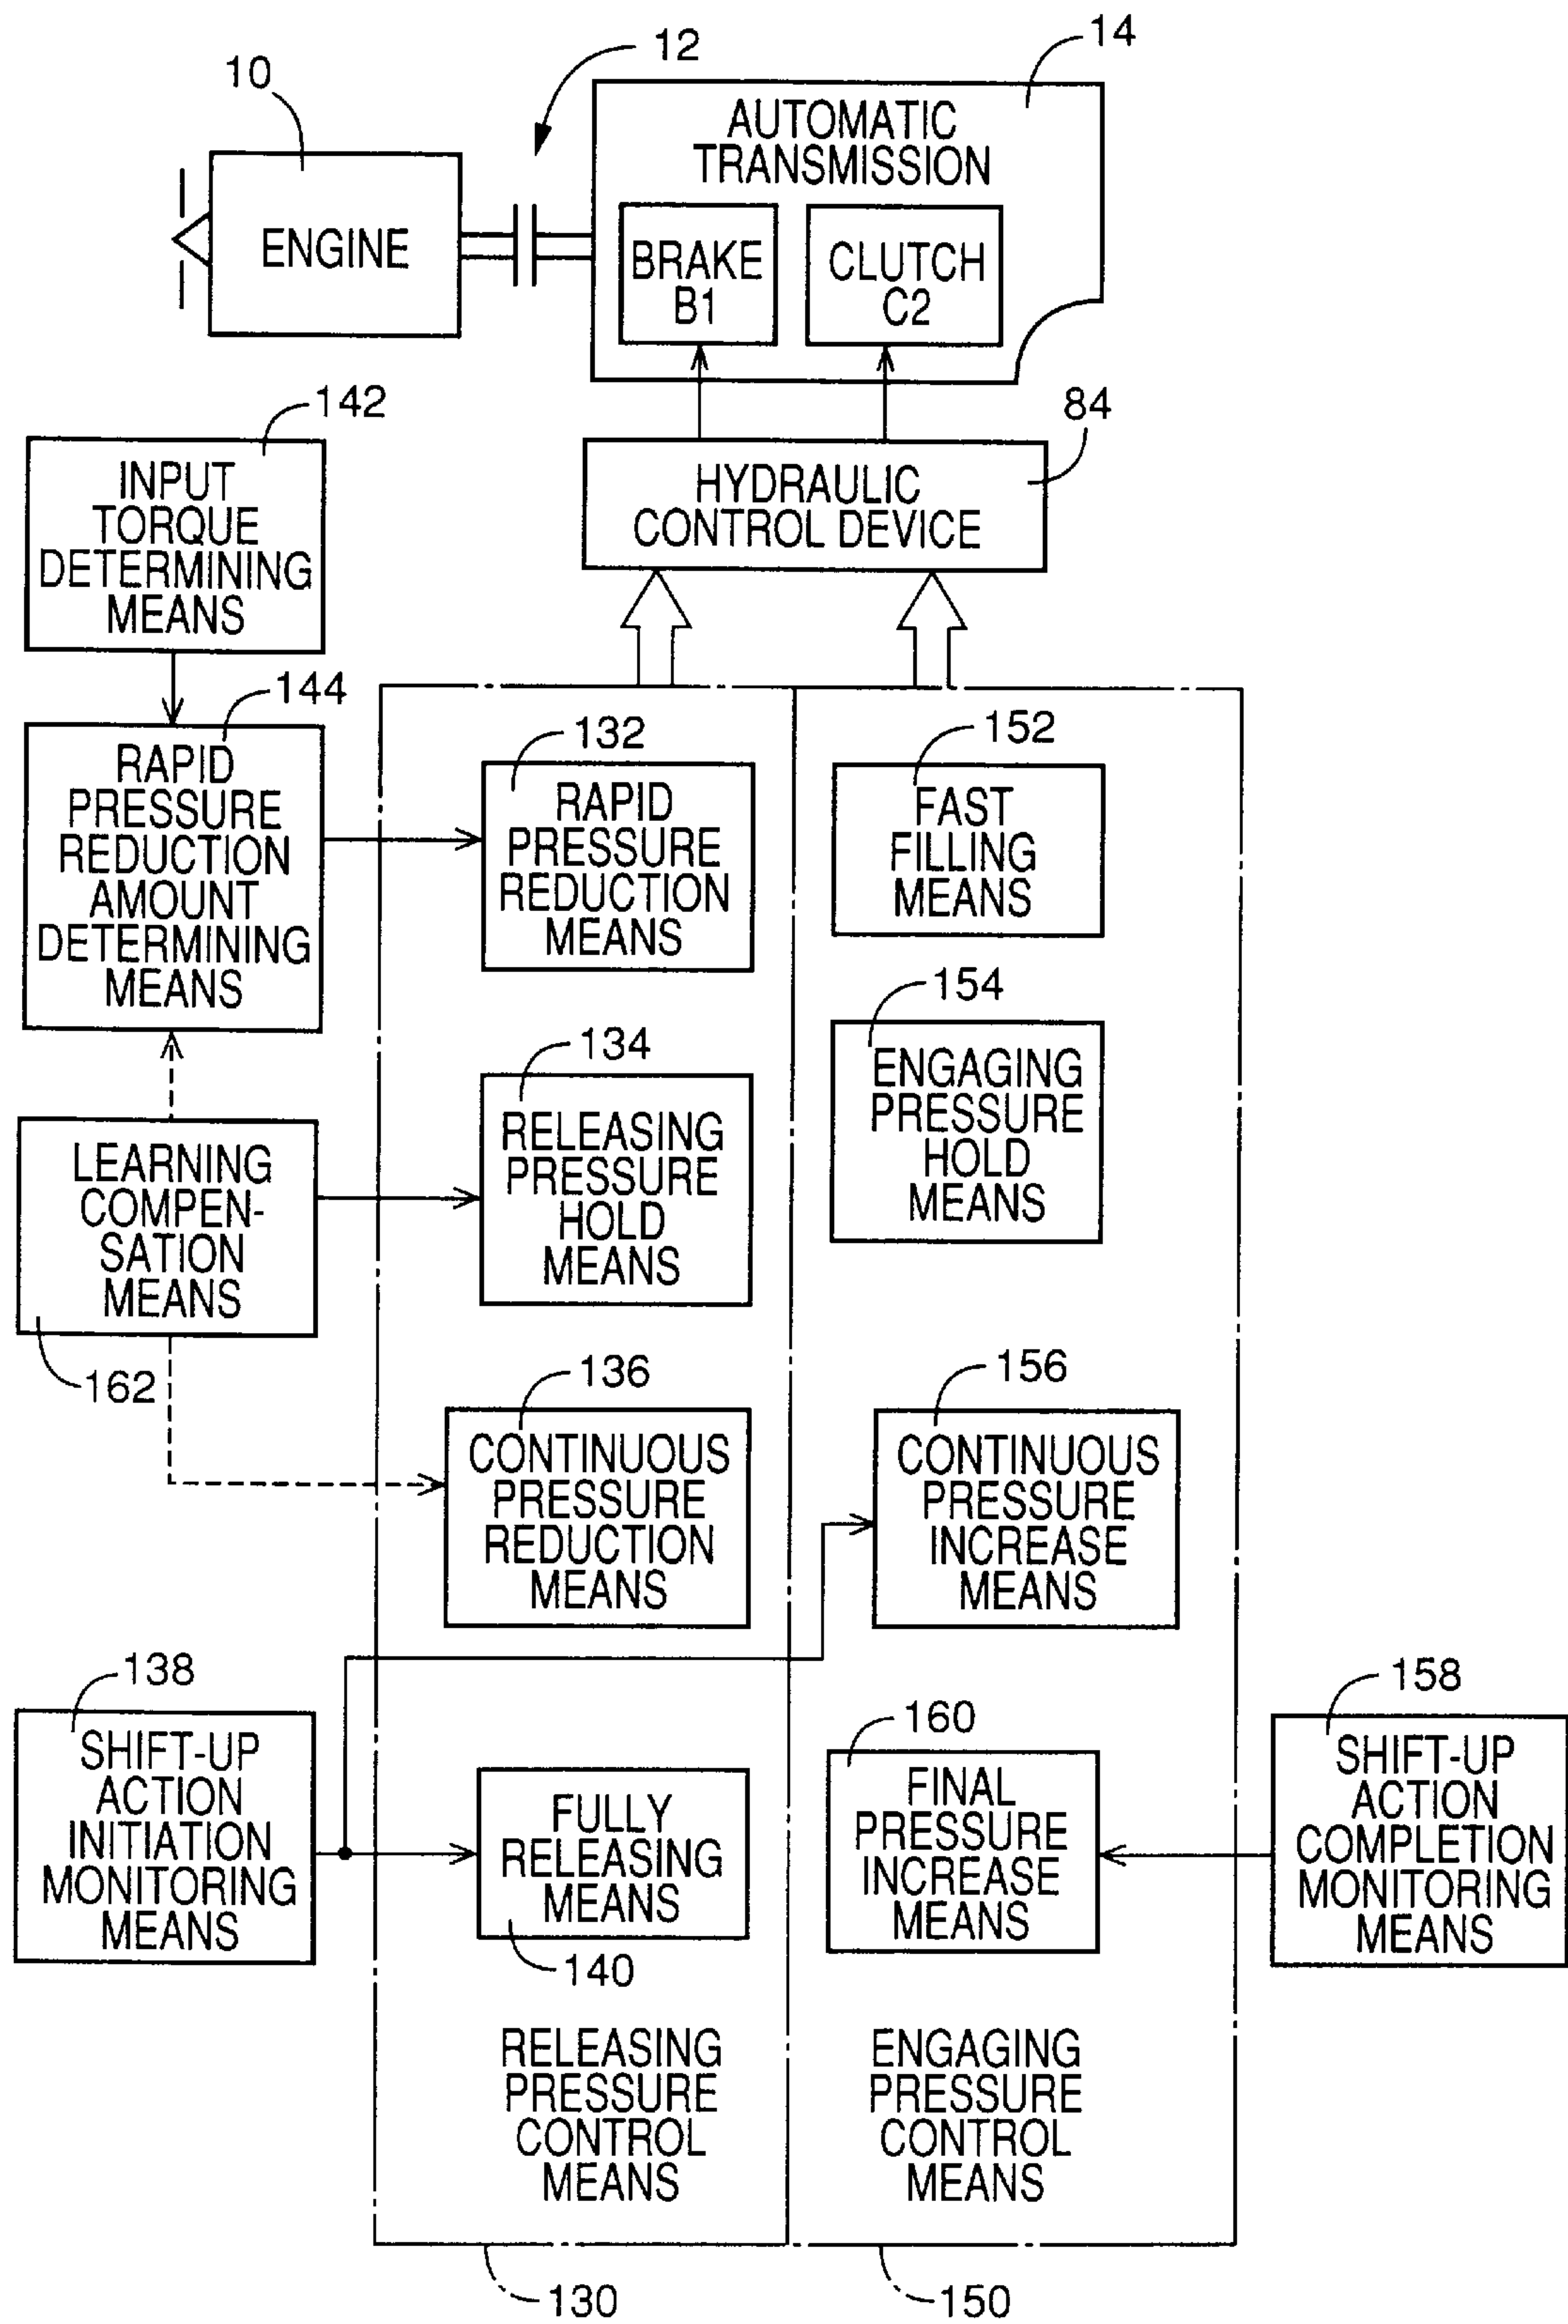 10
12
14
AUTOMATIC
TRANSMISSION
ENGINE
BRAKE
B1
CLUTCH
C2
84
HYDRAULIC
CONTROL DEVICE
142
INPUT
TORQUE
DETERMINING
MEANS
144
RAPID
PRESSURE
REDUCTION
AMOUNT
DETERMINING
MEANS
132
RAPID
PRESSURE
REDUCTION
MEANS
152
FAST
FILLING
MEANS
154
ENGAGING
PRESSURE
HOLD
MEANS
134
RELEASING
PRESSURE
HOLD
MEANS
LEARNING
COMPEN-
SATION
MEANS
162
136
CONTINUOUS
PRESSURE
REDUCTION
MEANS
156
CONTINUOUS
PRESSURE
INCREASE
MEANS
138
SHIFT-UP
ACTION
INITIATION
MONITORING
MEANS
FULLY
RELEASING
MEANS
140
160
FINAL
PRESSURE
INCREASE
MEANS
158
SHIFT-UP
ACTION
COMPLETION
MONITORING
MEANS
RELEASING
PRESSURE
CONTROL
MEANS
ENGAGING
PRESSURE
CONTROL
MEANS
130
150